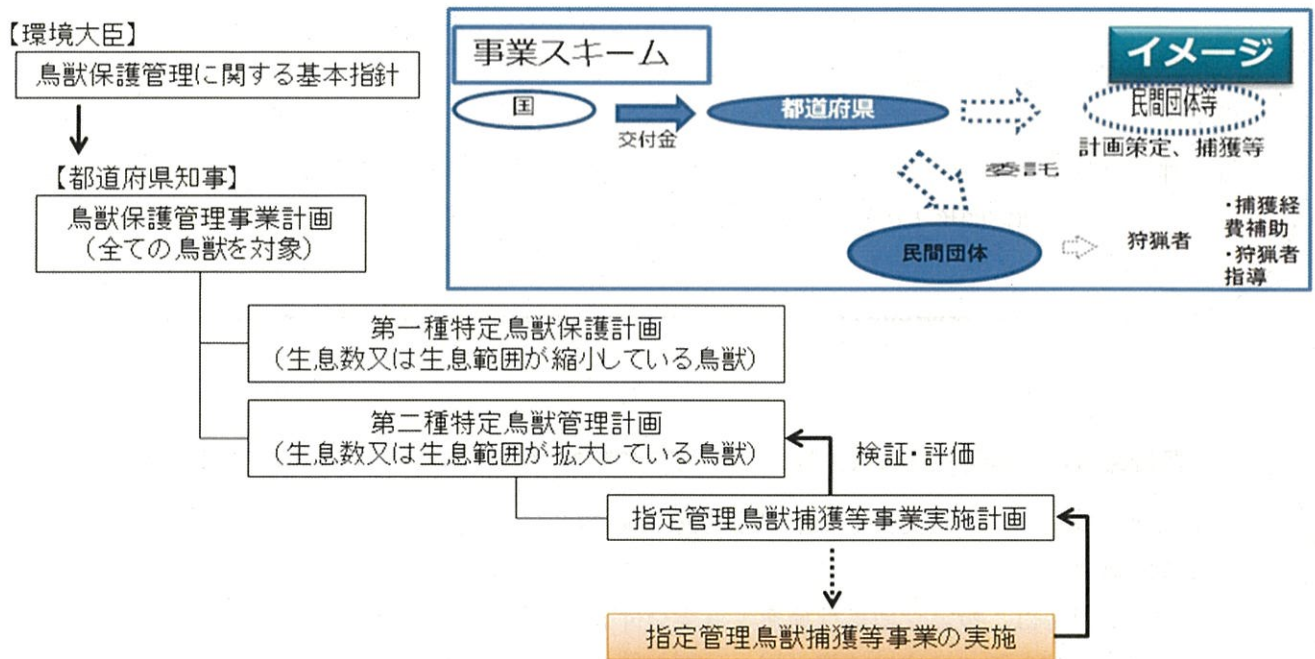 【環境大臣】
鳥獣保護管理に関する基本指針
【都道府県知事】
鳥獣保護管理事業計画
（全ての鳥獣を対象）
第一種特定鳥獣保護計画
（生息数又は生息範囲が縮小している鳥獣）
第二種特定鳥獣管理計画
（生息数又は生息範囲が拡大している鳥獣）
検証・評価
指定管理鳥獣捕獲等事業実施計画
指定管理鳥獣捕獲等事業の実施
事業スキーム
イメージ
国
交付金
都道府県
民間団体等
計画策定、捕獲等
委託
民間団体
狩猟者
・捕獲経
費補助
・狩猟者
指導